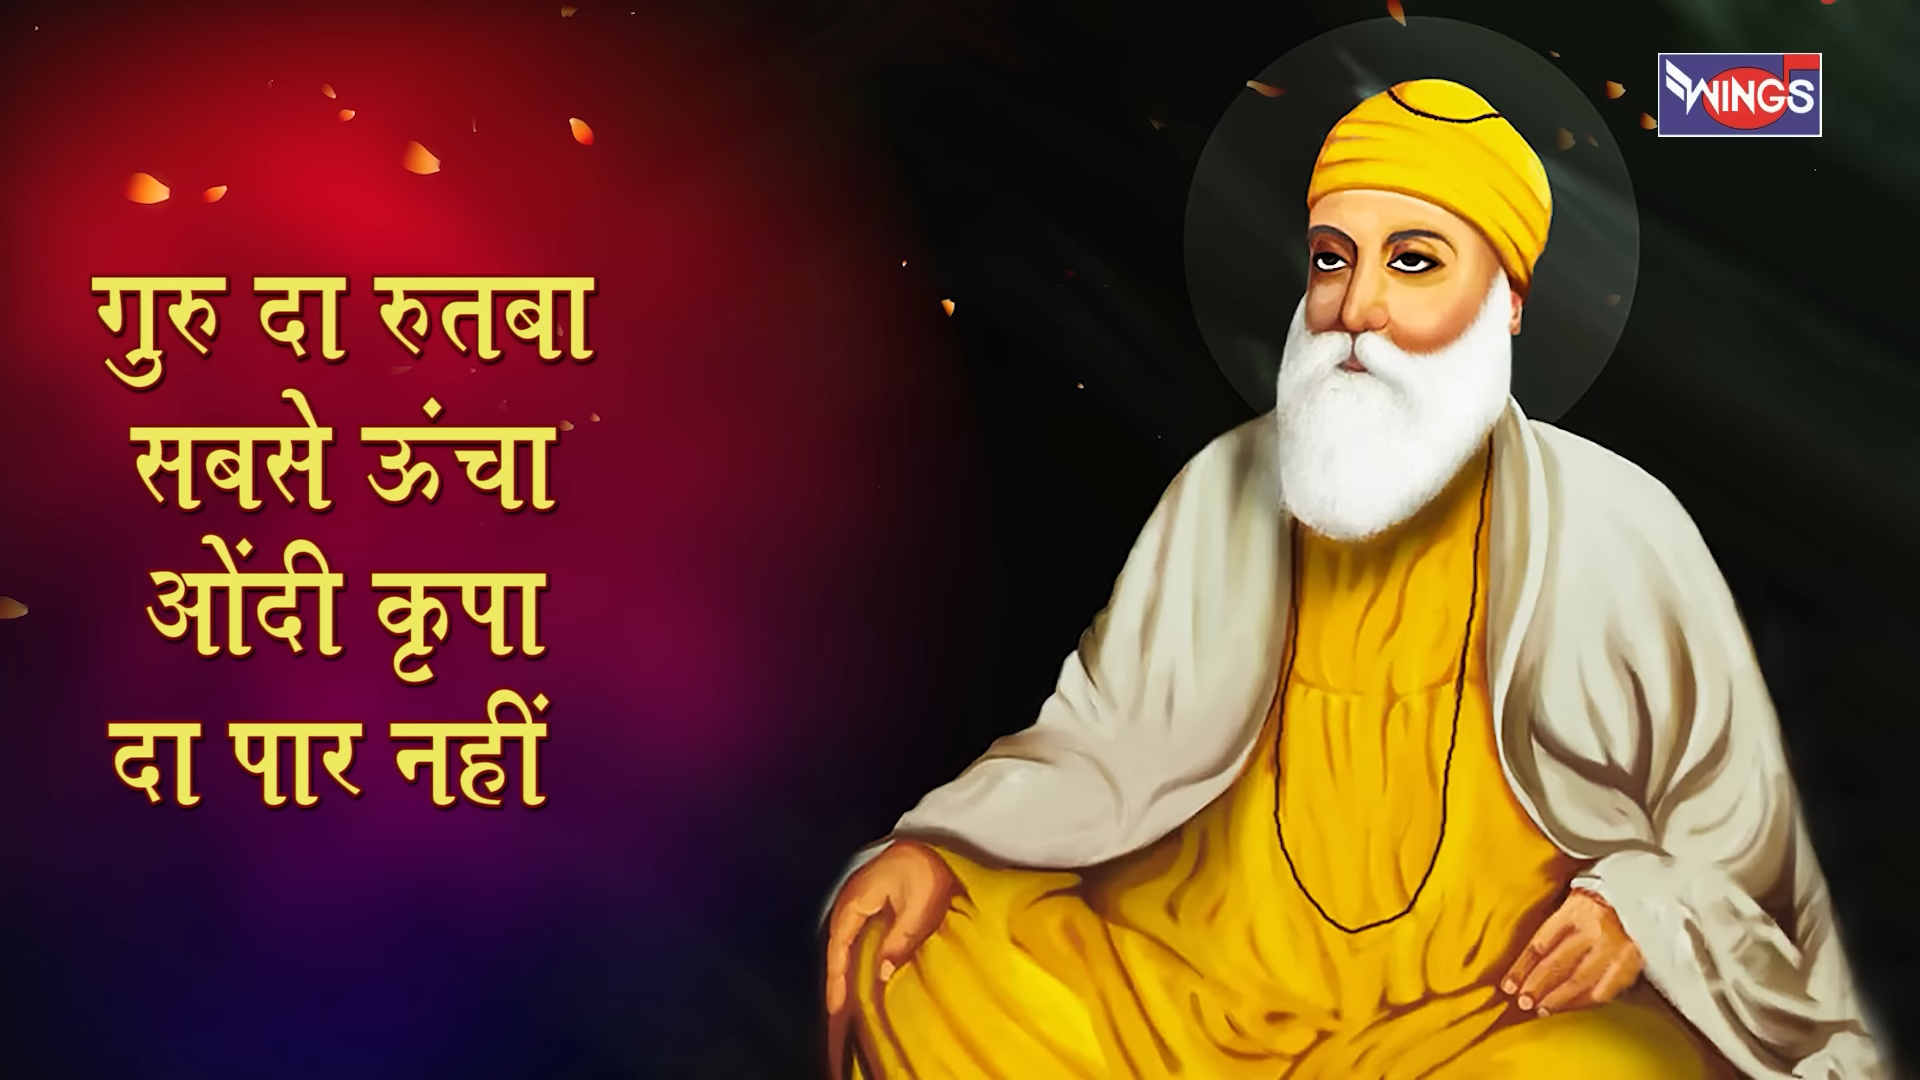 WINGS
गुरु दा रुतबा
सबसे ऊंचा
ओंदी कृपा
दा पार नहीं